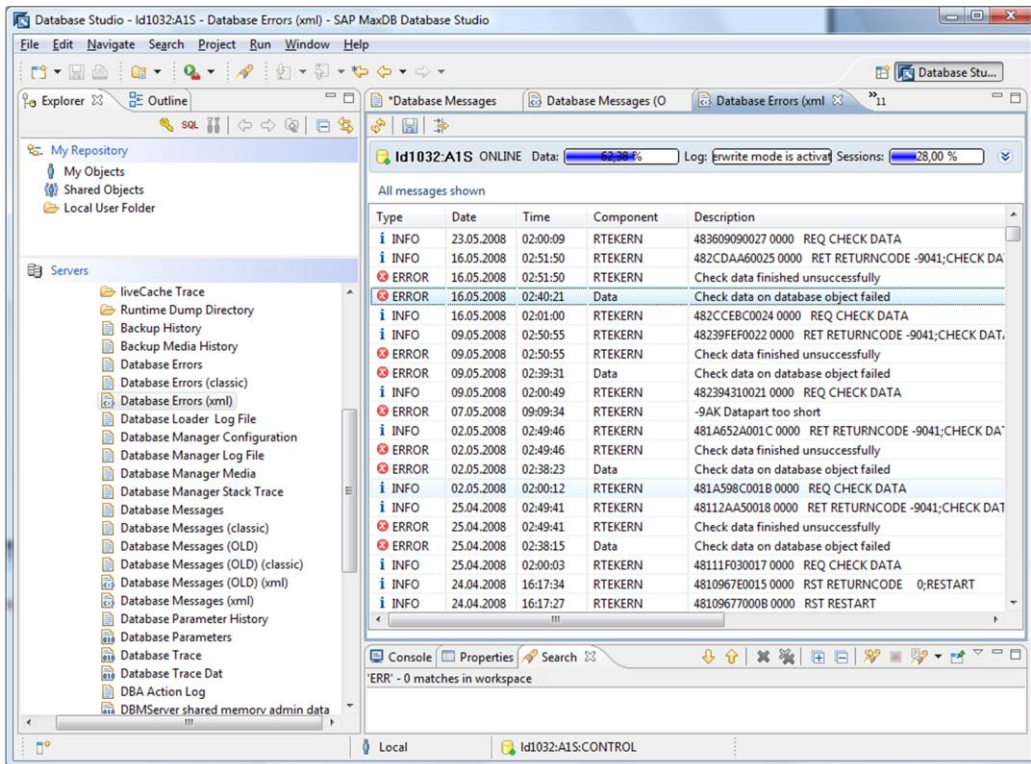 Database Studio - Id1032:A1S - Database Errors (xml) - SAP MaxDB Database Studio
File Edit Navigate Search Project Run Window Help
Database Stu...
Explorer Outline
SQL
My Repository
My Objects
Shared Objects
Local User Folder
Servers
liveCache Trace
Runtime Dump Directory
Backup History
Backup Media History
Database Errors
Database Errors (classic)
Database Errors (xml)
Database Loader Log File
Database Manager Configuration
Database Manager Log File
Database Manager Media
Database Manager Stack Trace
Database Messages
Database Messages (classic)
Database Messages (OLD)
Database Messages (OLD) (classic)
Database Messages (OLD) (xml)
Database Messages (xml)
Database Parameter History
Database Parameters
Database Trace
Database Trace Dat
DBA Action Log
DBMServer shared memory admin data
*Database Messages Database Messages (O Database Errors (xml »11
Id1032:A1S ONLINE Data: 62,38 % Log: erwrite mode is activat Sessions: 28,00 %
All messages shown
Type Date Time Component Description
INFO 23.05.2008 02:00:09 RTEKERN 483609090027 0000 REQ CHECK DATA
INFO 16.05.2008 02:51:50 RTEKERN 482CDAA60025 0000 RET RETURNCODE -9041;CHECK DA
ERROR 16.05.2008 02:51:50 RTEKERN Check data finished unsuccessfully
ERROR 16.05.2008 02:40:21 Data Check data on database object failed
INFO 16.05.2008 02:01:00 RTEKERN 482CCEBC0024 0000 REQ CHECK DATA
INFO 09.05.2008 02:50:55 RTEKERN 48239FEF0022 0000 RET RETURNCODE -9041;CHECK DAT
ERROR 09.05.2008 02:50:55 RTEKERN Check data finished unsuccessfully
ERROR 09.05.2008 02:39:31 Data Check data on database object failed
INFO 09.05.2008 02:00:49 RTEKERN 482394310021 0000 REQ CHECK DATA
ERROR 07.05.2008 09:09:34 RTEKERN -9AK Datapart too short
INFO 02.05.2008 02:49:46 RTEKERN 481A652A001C 0000 RET RETURNCODE -9041;CHECK DA
ERROR 02.05.2008 02:49:46 RTEKERN Check data finished unsuccessfully
ERROR 02.05.2008 02:38:23 Data Check data on database object failed
INFO 02.05.2008 02:00:12 RTEKERN 481A598C001B 0000 REQ CHECK DATA
INFO 25.04.2008 02:49:41 RTEKERN 48112AA50018 0000 RET RETURNCODE -9041;CHECK DAT
ERROR 25.04.2008 02:49:41 RTEKERN Check data finished unsuccessfully
ERROR 25.04.2008 02:38:15 Data Check data on database object failed
INFO 25.04.2008 02:00:03 RTEKERN 48111F030017 0000 REQ CHECK DATA
INFO 24.04.2008 16:17:34 RTEKERN 4810967E0015 0000 RST RETURNCODE 0;RESTART
INFO 24.04.2008 16:17:27 RTEKERN 48109677000B 0000 RST RESTART
Console Properties Search
'ERR' - 0 matches in workspace
Local Id1032:A1S:CONTROL